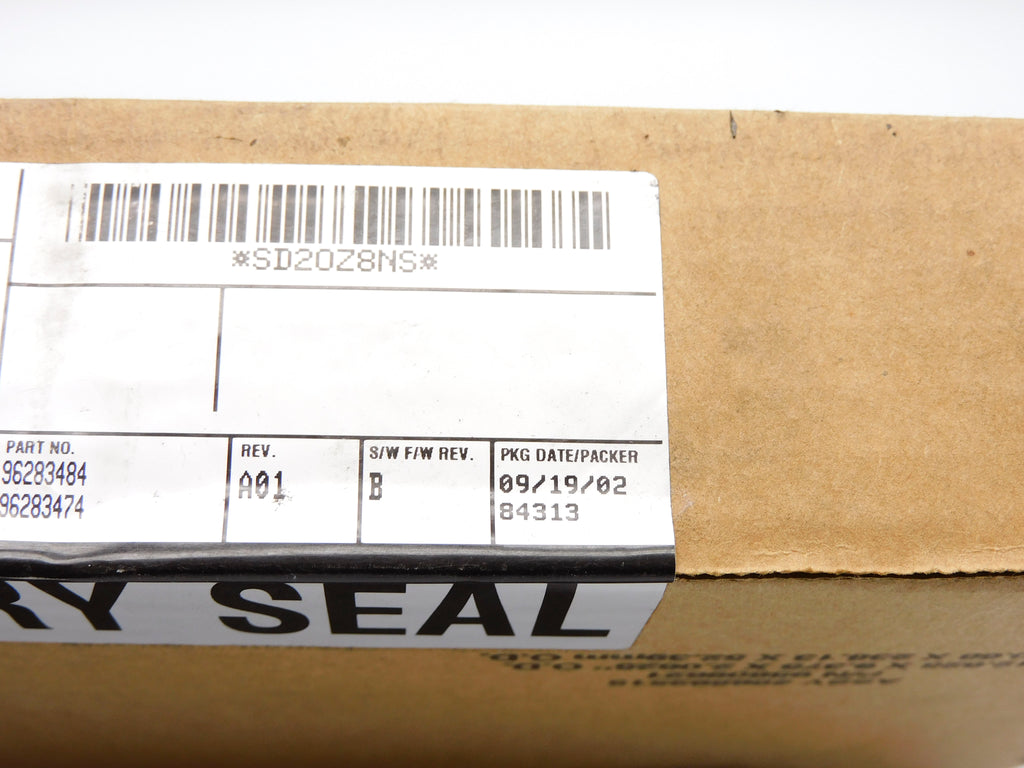 *SD20Z8NS*
PART NO.
96283484
96283474
REV.
A01
S/W F/W REV.
B
PKG DATE/PACKER
09/19/02
84313
RY SEAL